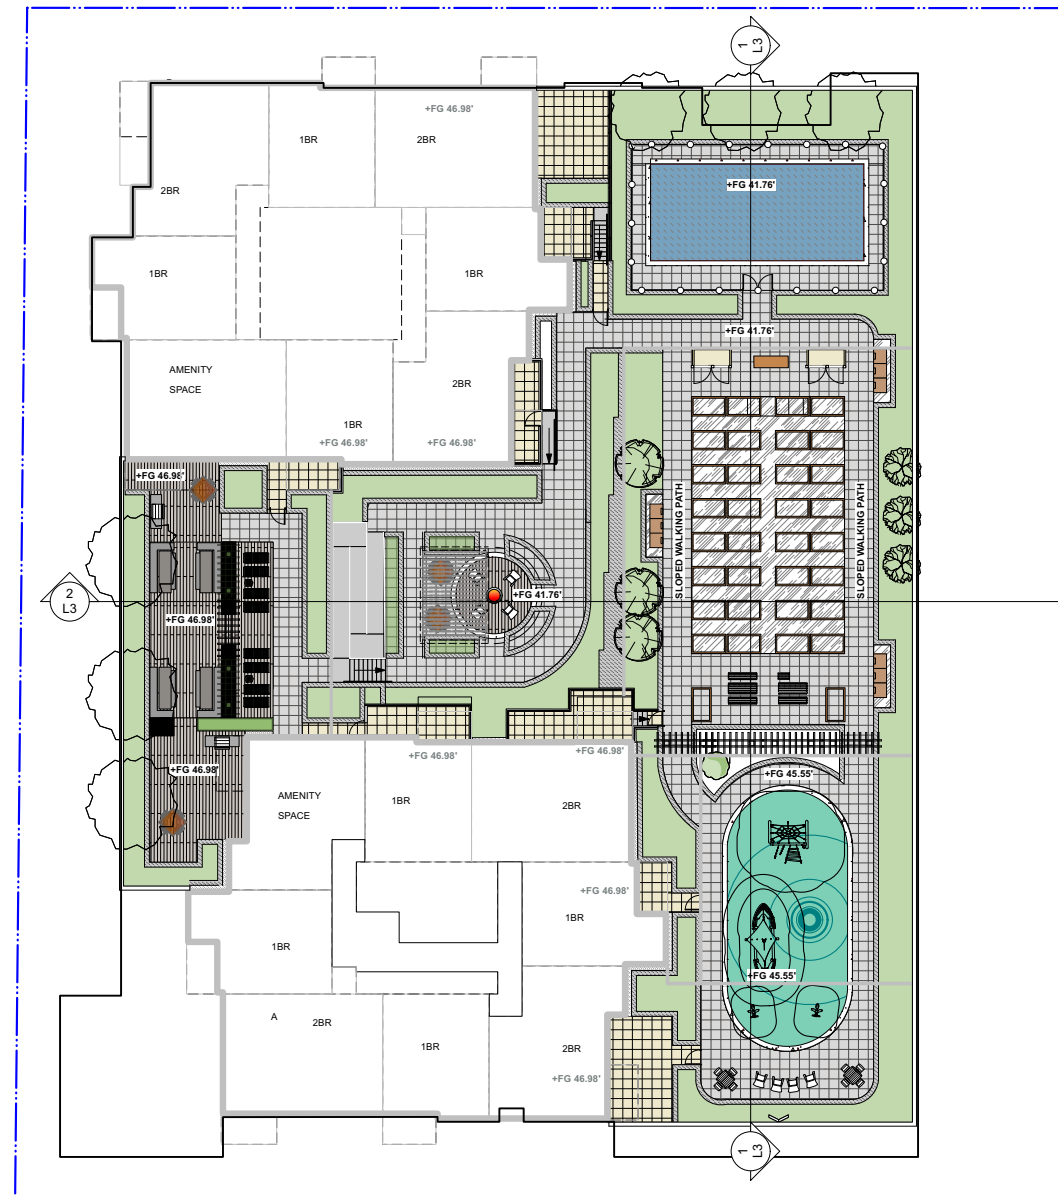 1
L3
+FG 46.98'
1BR
2BR
+FG 41.76'
2BR
1BR
1BR
+FG 41.76'
AMENITY
SPACE
2BR
1BR
+FG 46.98'
+FG 46.98'
+FG 46.98'
SLOPED WALKING PATH
SLOPED WALKING PATH
2
L3
+FG 41.76'
+FG 46.98'
+FG 46.98'
+FG 46.98'
+FG 46.98'
+FG 45.55'
AMENITY
SPACE
1BR
2BR
+FG 46.98'
1BR
1BR
+FG 45.55'
A
2BR
1BR
2BR
+FG 46.98'
1
L3